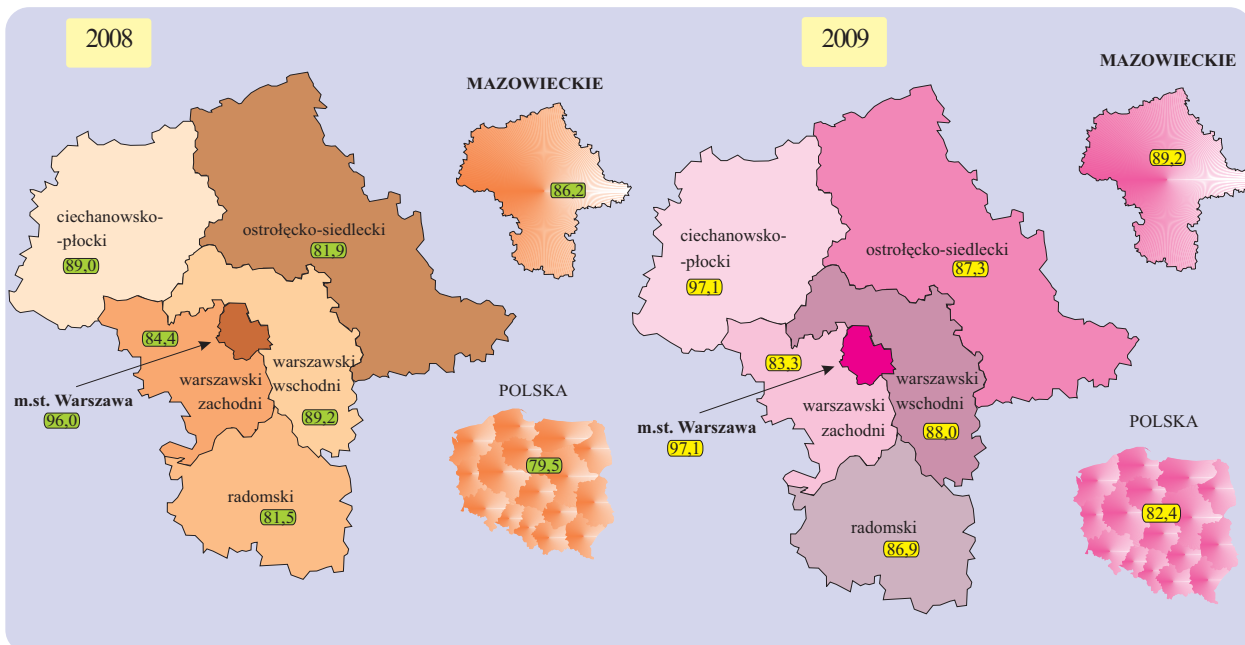 2008
MAZOWIECKIE
86,2
ciechanowsko-
-płocki
89,0
ostrołęcko-siedlecki
81,9
84,4
warszawski
zachodni
warszawski
wschodni
89,2
m.st. Warszawa
96,0
radomski
81,5
POLSKA
79,5
2009
MAZOWIECKIE
89,2
ciechanowsko-
-płocki
97,1
ostrołęcko-siedlecki
87,3
83,3
warszawski
zachodni
warszawski
wschodni
88,0
m.st. Warszawa
97,1
radomski
86,9
POLSKA
82,4